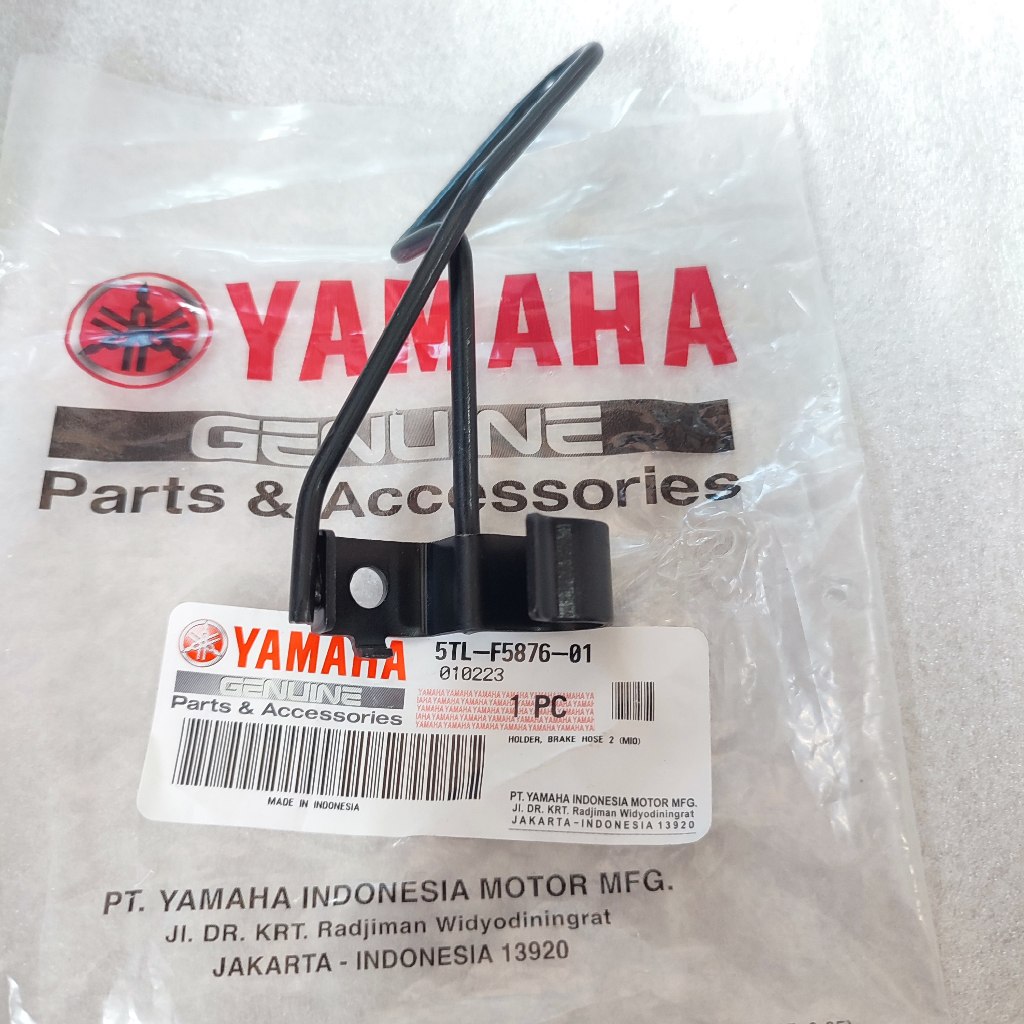 YAMAHA
GENUINE
Parts & Accessories
YAMAHA
GENUINE
Parts & Accessories
5TL-F5876-01
010223
1 PC
HOLDER, BRAKE HOSE 2 (MIO)
MADE IN INDONESIA
PT. YAMAHA INDONESIA MOTOR MFG.
Jl. DR. KRT. Radjiman Widyodiningrat
JAKARTA-INDONESIA 13920
PT. YAMAHA INDONESIA MOTOR MFG.
Jl. DR. KRT. Radjiman Widyodiningrat
JAKARTA - INDONESIA 13920